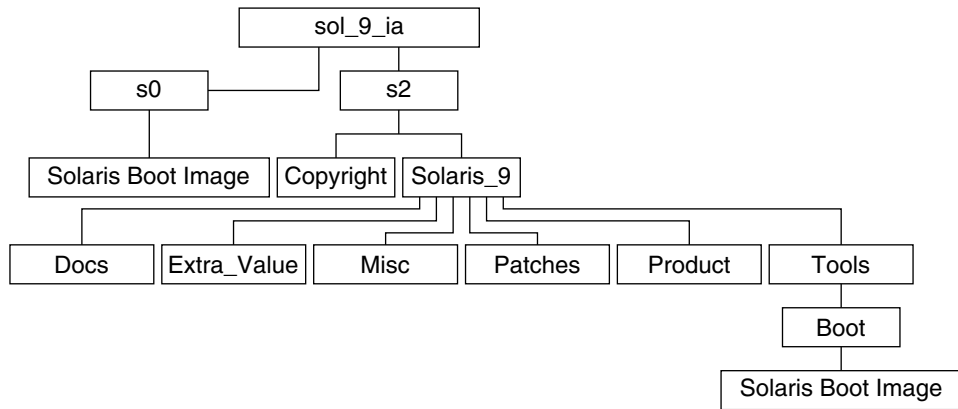 sol_9_ia
s0
s2
Solaris Boot Image
Copyright
Solaris_9
Docs
Extra_Value
Misc
Patches
Product
Tools
Boot
Solaris Boot Image